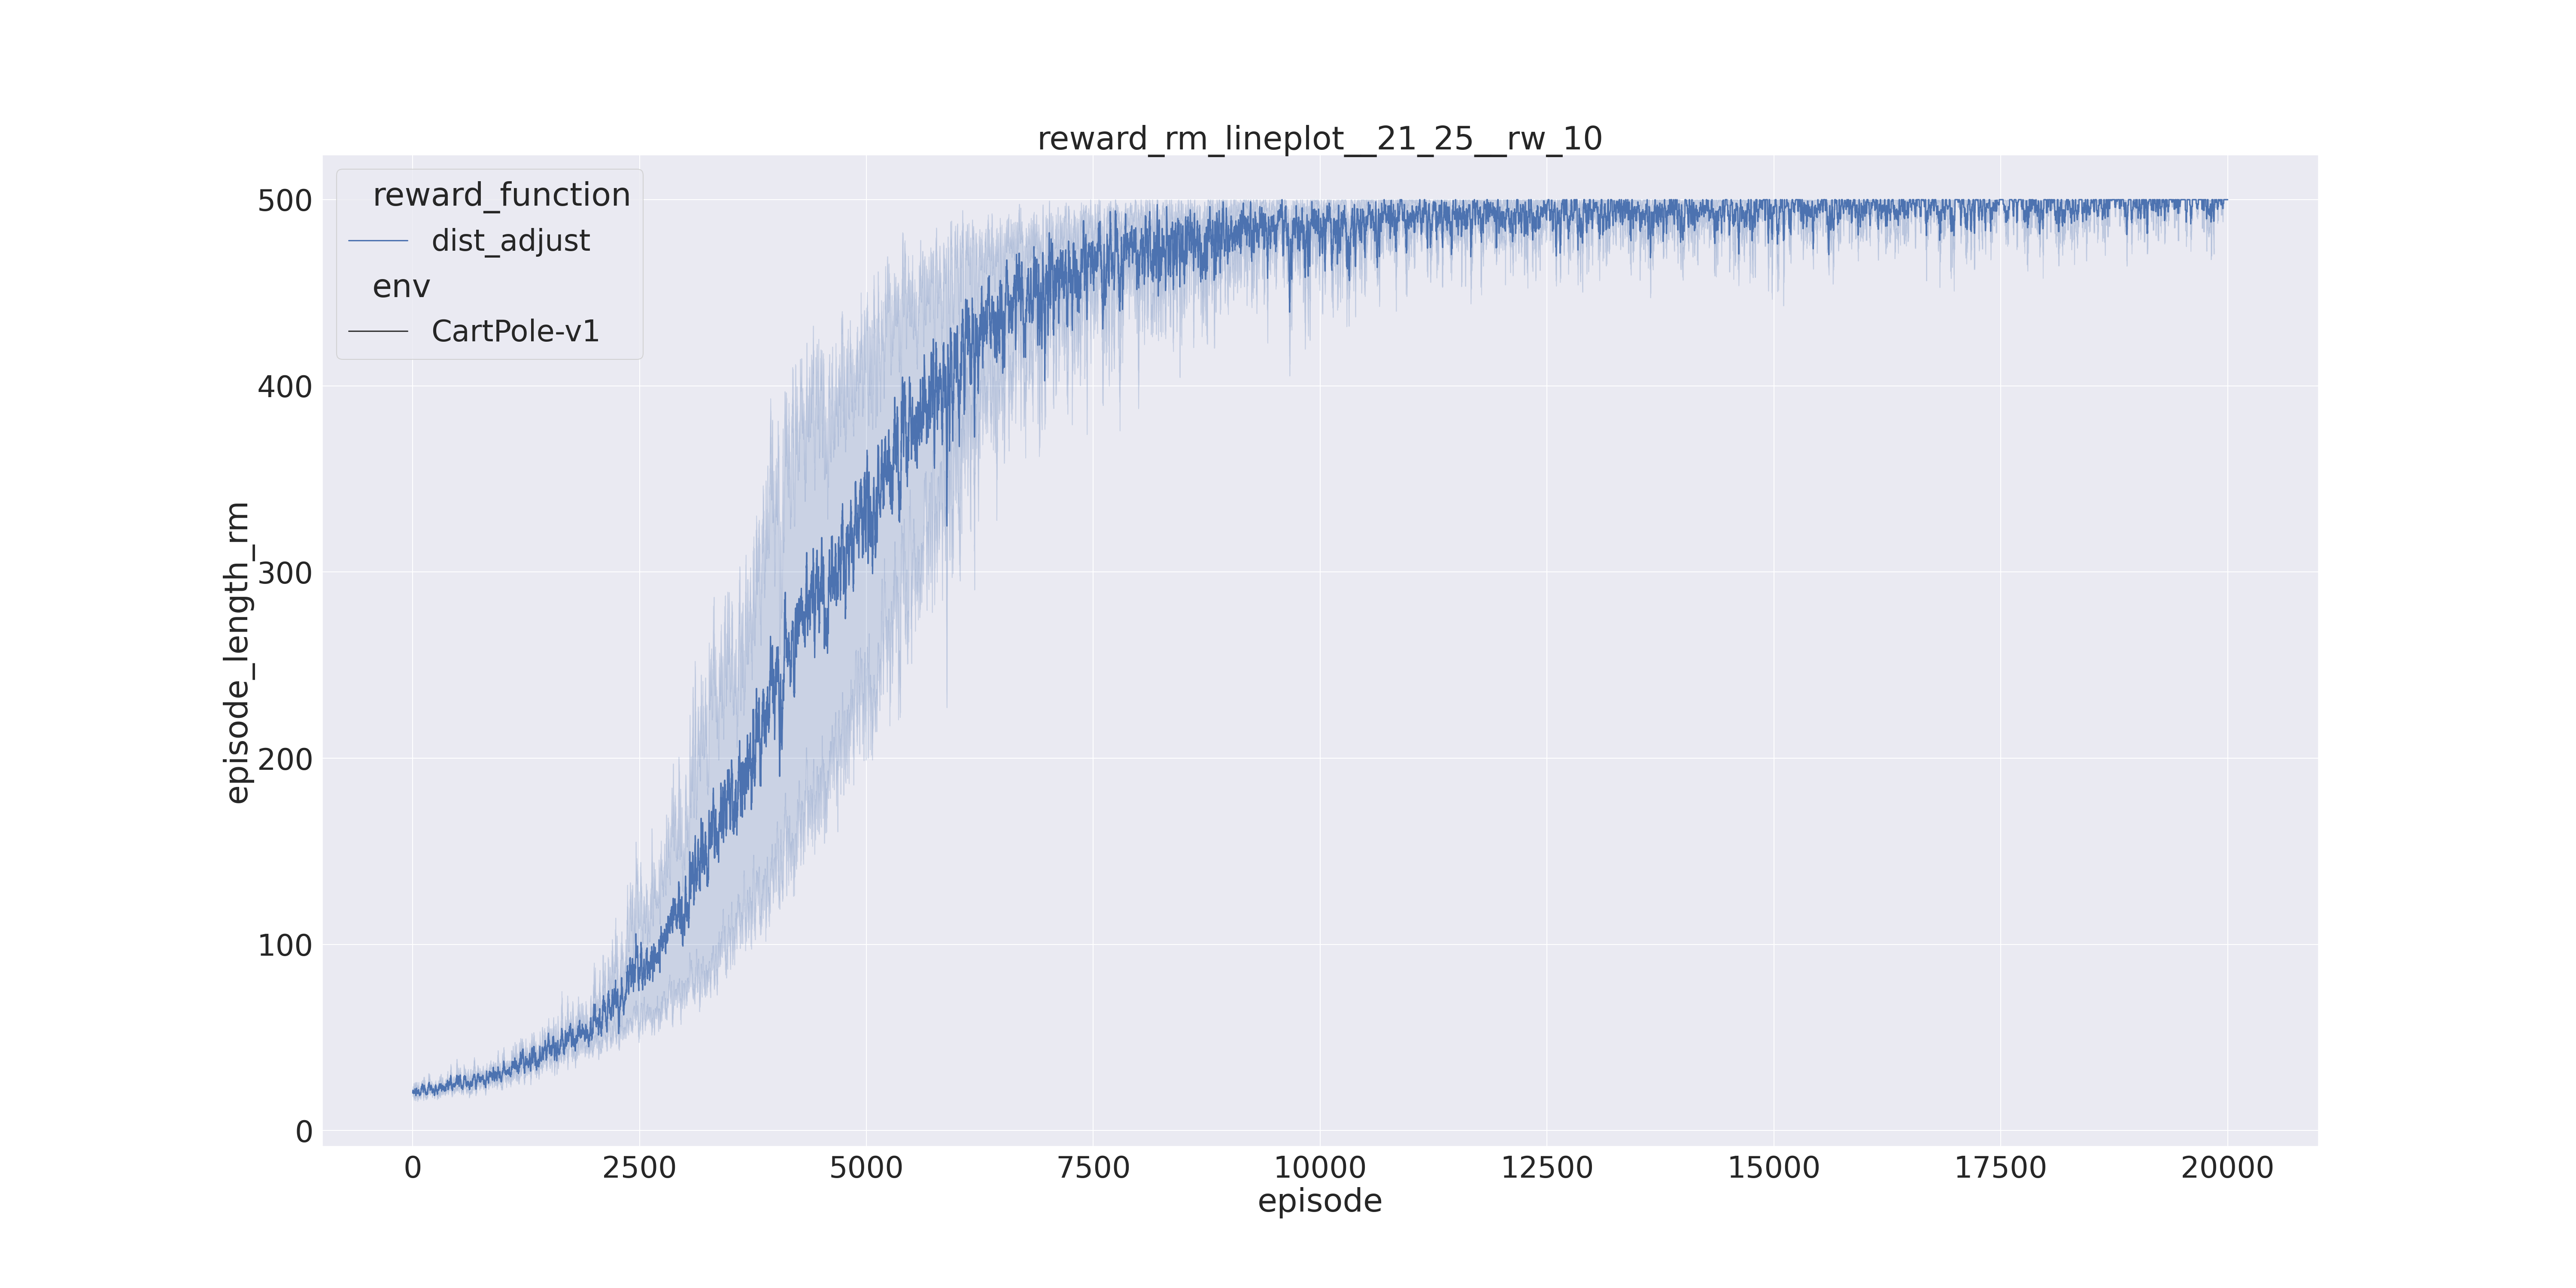 reward_rm_lineplot__21_25__rw_10
reward_function
dist_adjust
env
CartPole-v1
episode_length_rm
500
400
300
200
100
0
0 2500 5000 7500 10000 12500 15000 17500 20000
episode